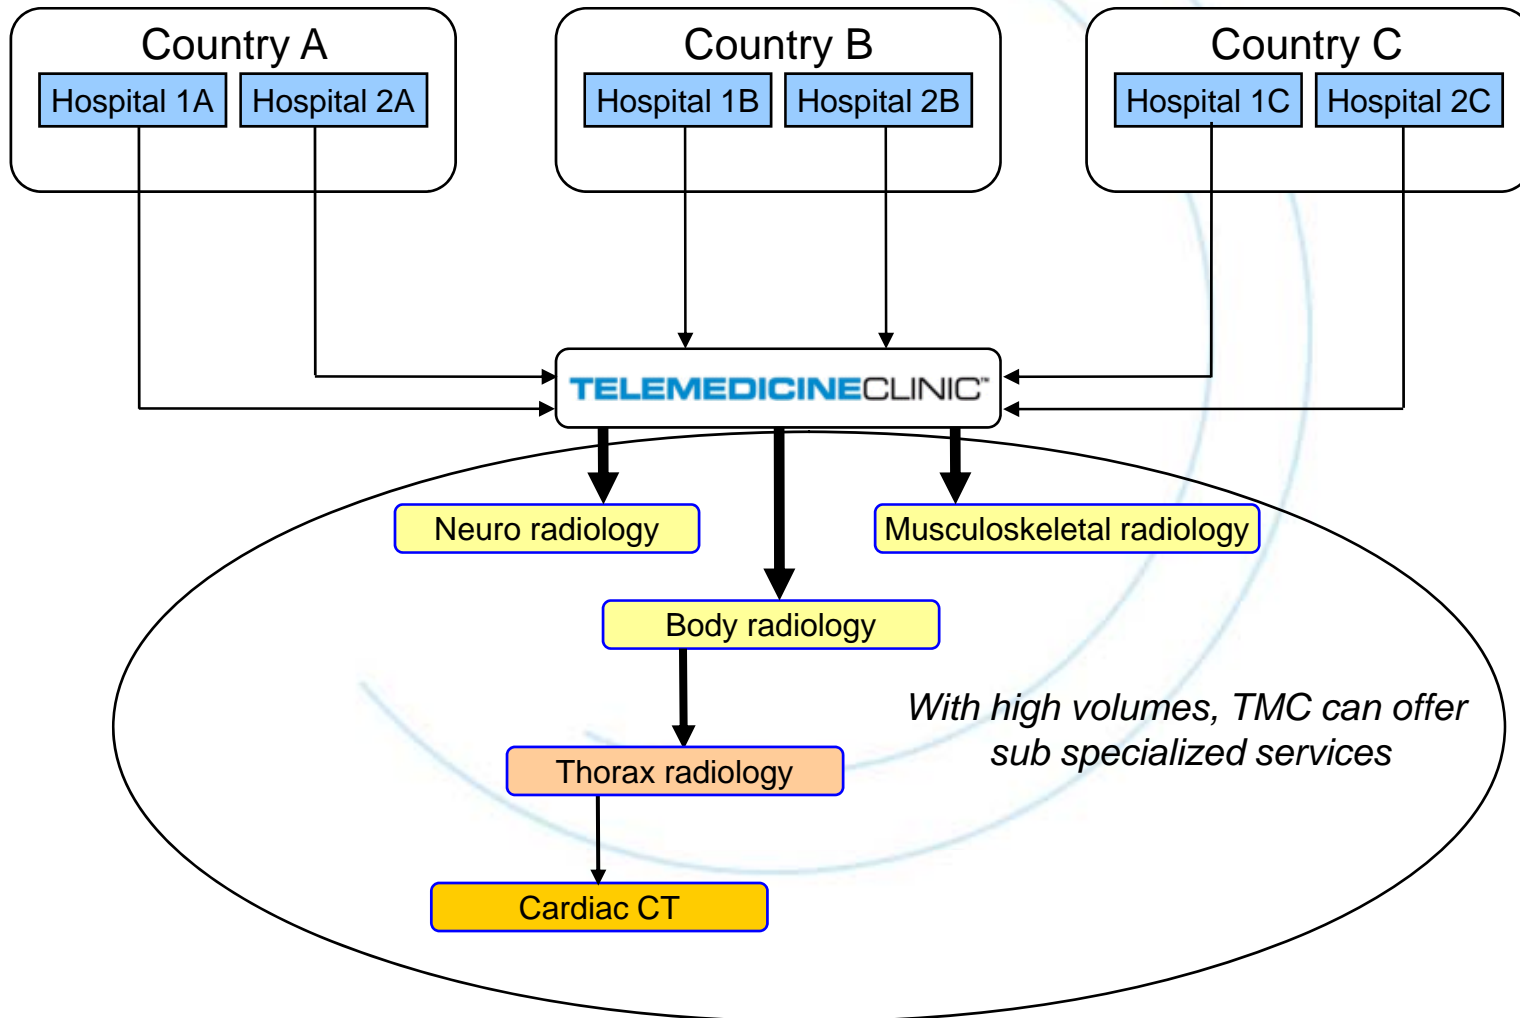 Country A
Country B
Country C
Hospital 1A
Hospital 2A
Hospital 1B
Hospital 2B
Hospital 1C
Hospital 2C
TELEMEDICINECLINIC™
Neuro radiology
Musculoskeletal radiology
Body radiology
With high volumes, TMC can offer
sub specialized services
Thorax radiology
Cardiac CT